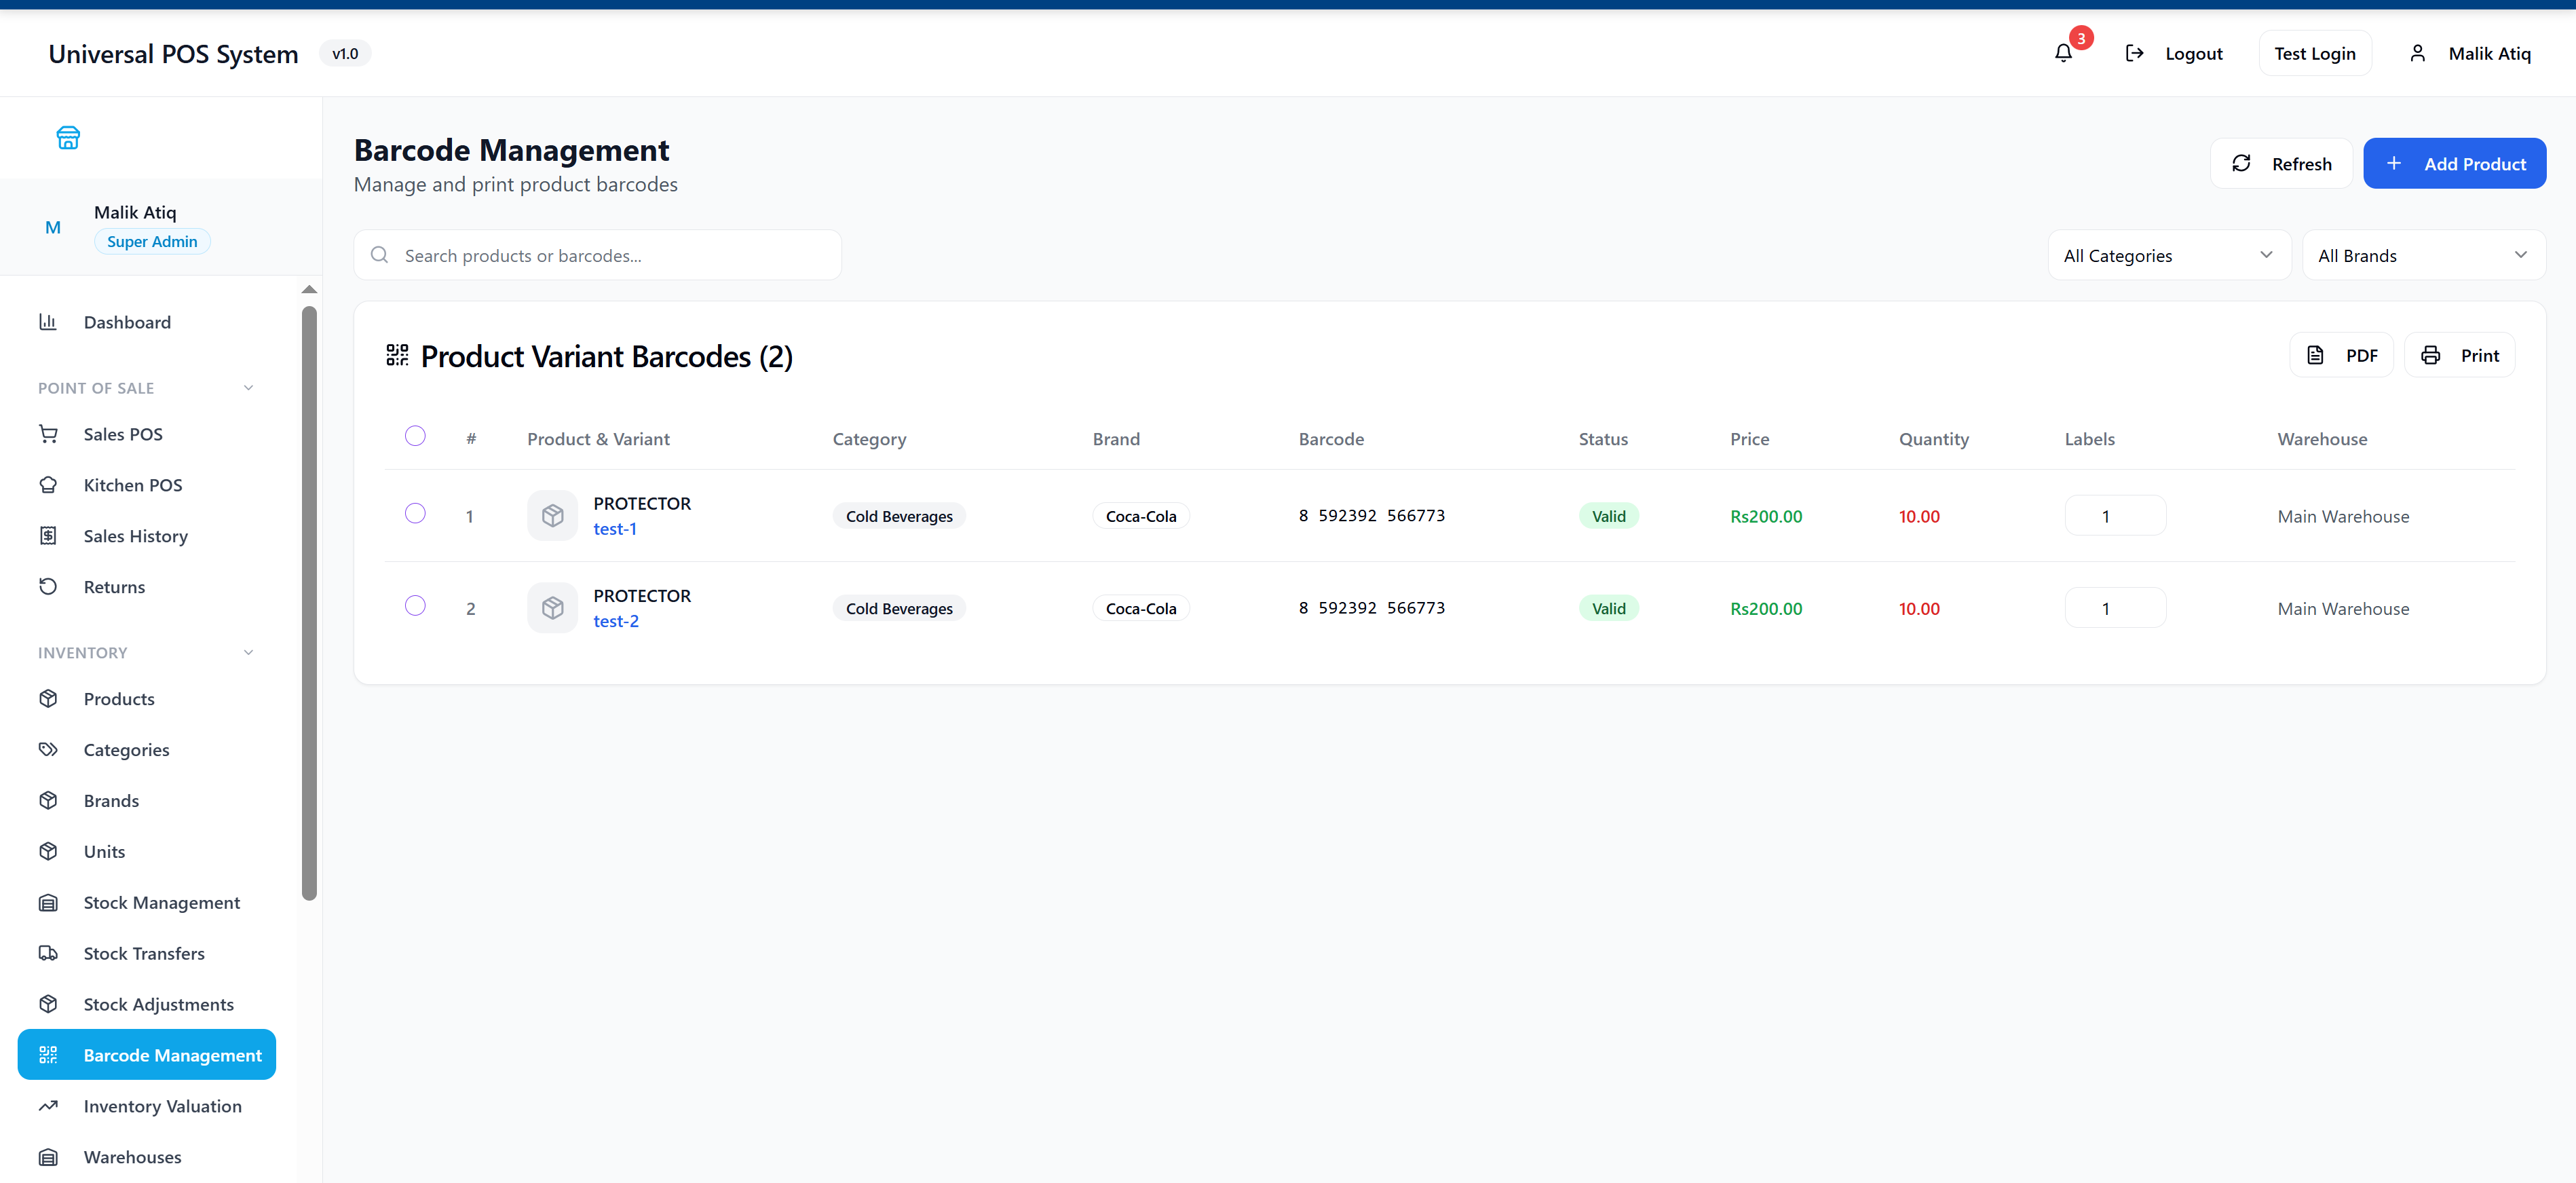 Universal POS System v1.0
3 Logout Test Login Malik Atiq
M Malik Atiq
Super Admin
Dashboard
POINT OF SALE
Sales POS
Kitchen POS
Sales History
Returns
INVENTORY
Products
Categories
Brands
Units
Stock Management
Stock Transfers
Stock Adjustments
Barcode Management
Inventory Valuation
Warehouses
Barcode Management
Manage and print product barcodes
Refresh Add Product
Search products or barcodes... All Categories All Brands
Product Variant Barcodes (2) PDF Print
# Product & Variant Category Brand Barcode Status Price Quantity Labels Warehouse
1 PROTECTOR test-1 Cold Beverages Coca-Cola 8 592392 566773 Valid Rs200.00 10.00 1 Main Warehouse
2 PROTECTOR test-2 Cold Beverages Coca-Cola 8 592392 566773 Valid Rs200.00 10.00 1 Main Warehouse